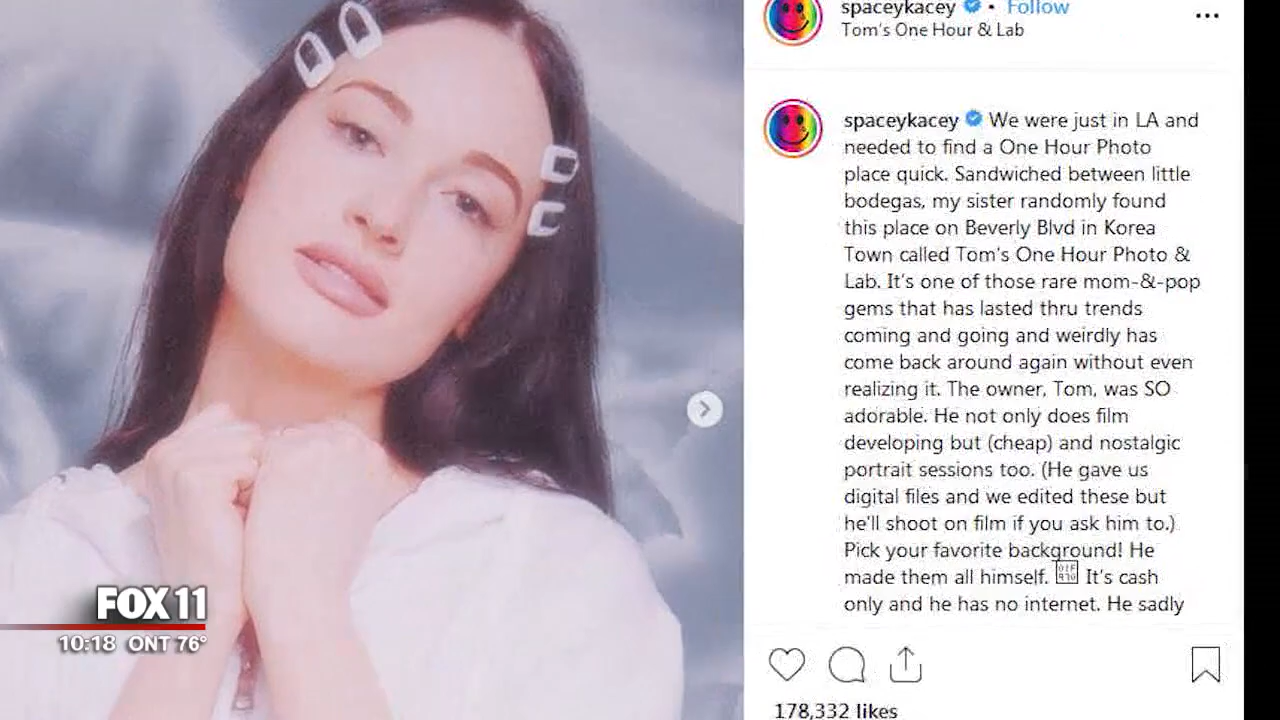 spaceykacey • Follow
Tom's One Hour & Lab
spaceykacey We were just in LA and
needed to find a One Hour Photo
place quick. Sandwiched between little
bodegas, my sister randomly found
this place on Beverly Blvd in Korea
Town called Tom's One Hour Photo &
Lab. It's one of those rare mom-&-pop
gems that has lasted thru trends
coming and going and weirdly has
come back around again without even
realizing it. The owner, Tom, was SO
adorable. He not only does film
developing but (cheap) and nostalgic
portrait sessions too. (He gave us
digital files and we edited these but
he'll shoot on film if you ask him to.)
Pick your favorite background! He
made them all himself. It's cash
only and he has no internet. He sadly
178,332 likes
FOX 11
10:18 ONT 76°